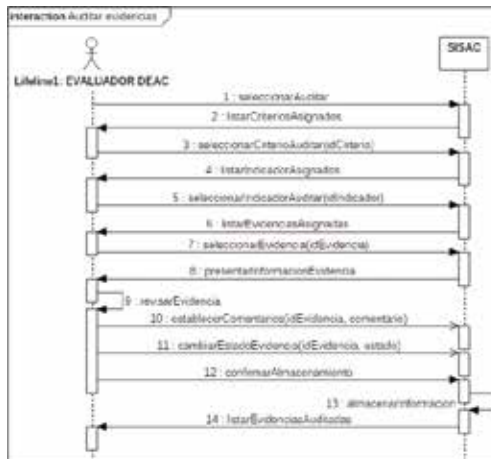 interaction Auditar evidencias
SISAC
Lifeline1: EVALUADOR DEAC
1 : seleccionarAuditar
2 : listarCriteriosAsignados
3 : seleccionarCriterioAuditar(idCriterio)
4 : listarIndicadorAsignados
5 : seleccionarIndicadorAuditar(idIndicador)
6 : listarEvidenciasAsignadas
7 : seleccionarEvidencia(idEvidencia)
8 : presentarInformacionEvidencia
9 : revisarEvidencia
10 : establecerComentarios(idEvidencia, comentario)
11 : cambiarEstadoEvidencia(idEvidencia, estado)
12 : confirmarAlmacenamiento
13 : almacenarInformacion
14 : listarEvidenciasAuditadas